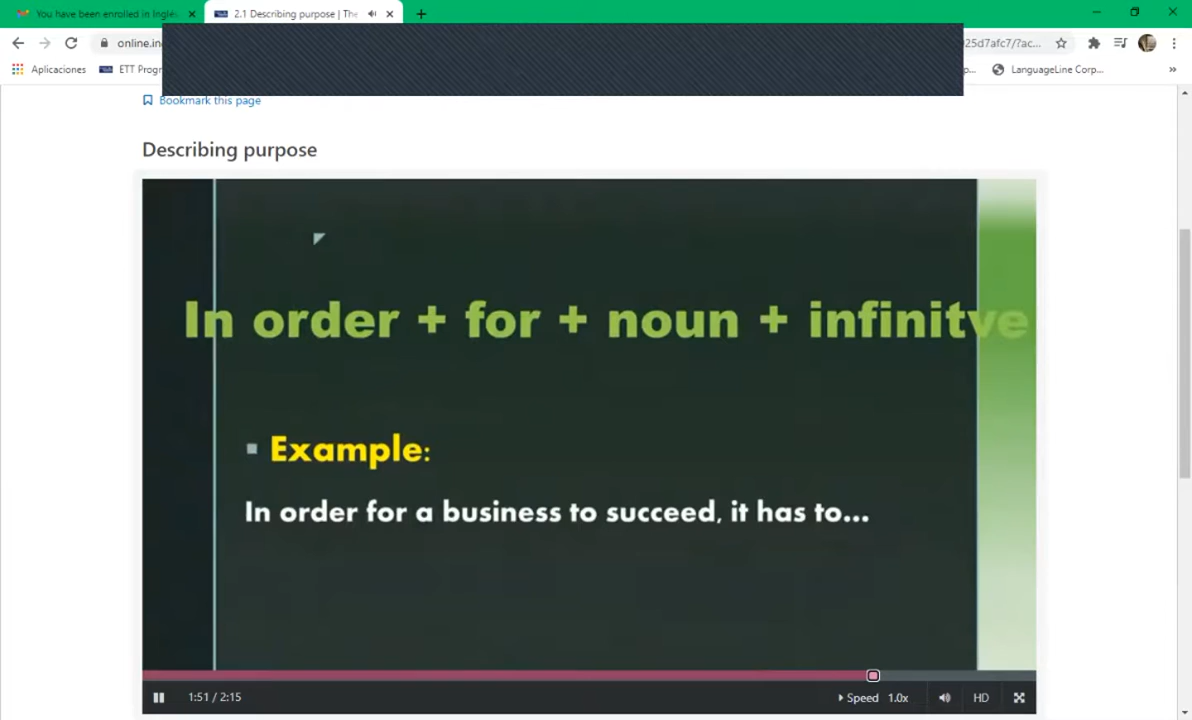 You have been enrolled in Inglés
2.1 Describing purpose | The
online.in
25d7afc7/?ac...
Aplicaciones
ETT Progr
p...
LanguageLine Corp...
»
Bookmark this page
Describing purpose
In order + for + noun + infinitve
Example:
In order for a business to succeed, it has to...
1:51 / 2:15
Speed 1.0x
HD